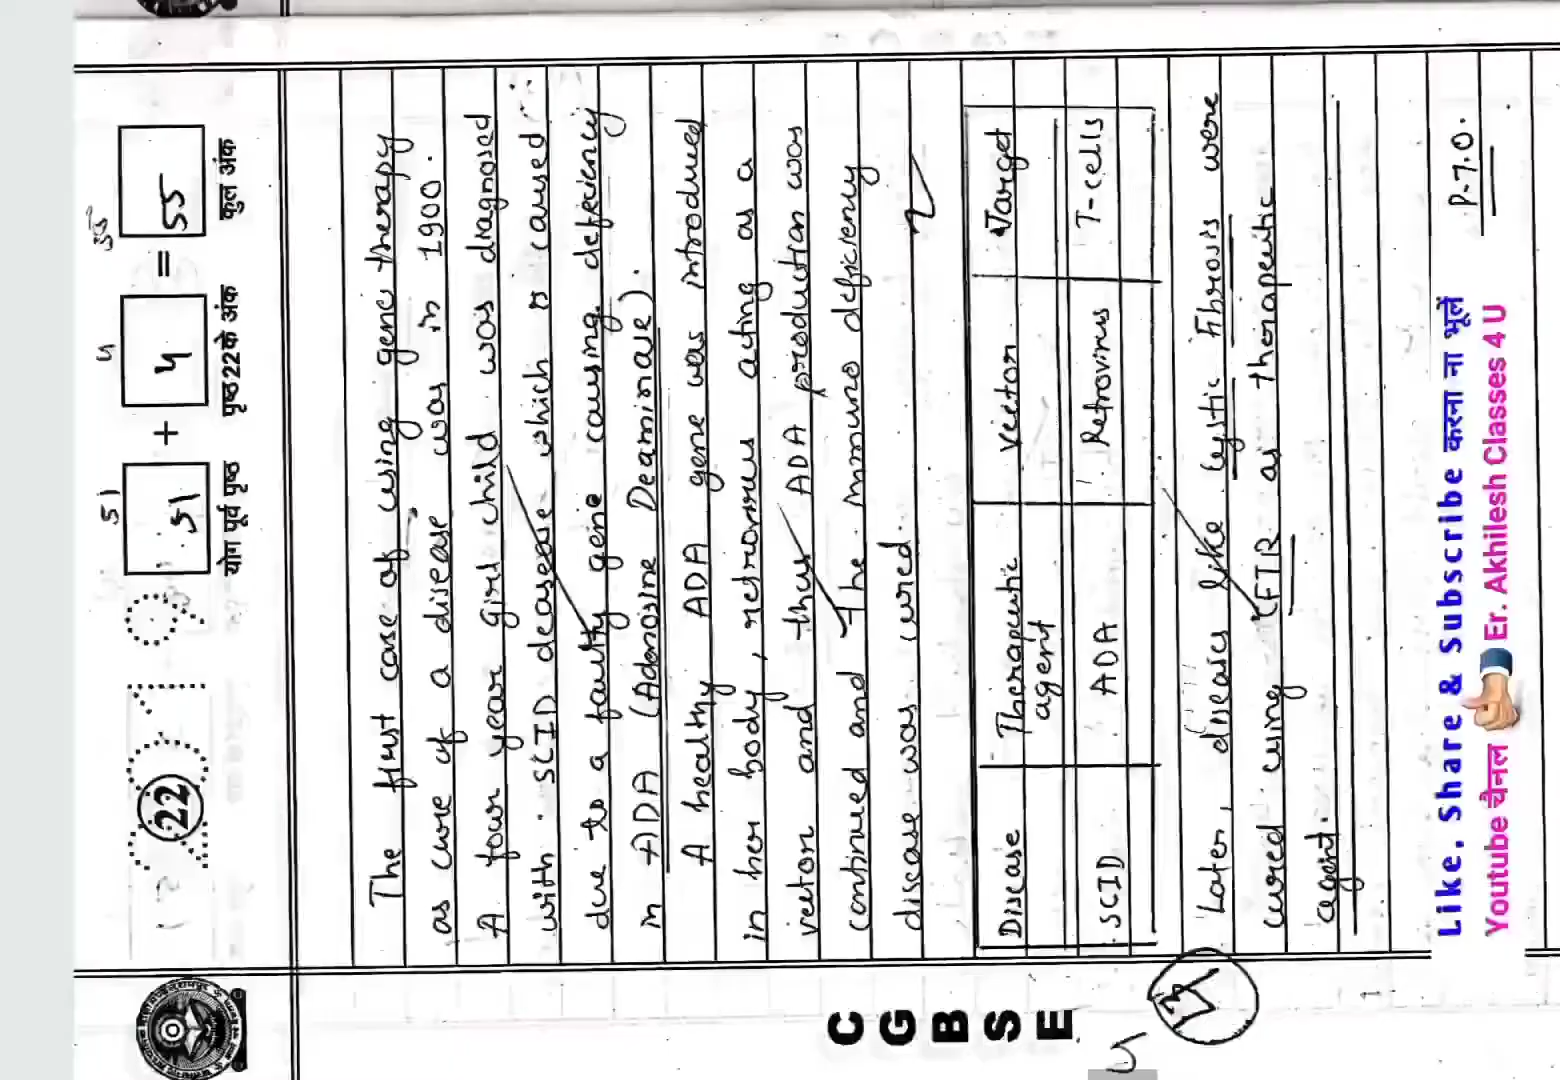 22
51 + 4 = 55
51 4 55
योग पूर्व पृष्ठ पृष्ठ 22 के अंक कुल अंक
The first case of using gene therapy
as cure of a disease was in 1900.
A four year girl child was diagnosed
with SCID desease which is caused
due to a faulty gene causing deficiency
in ADA (Adenosine Deaminase).
A healthy ADA gene was introduced
in her body, retrovirus acting as a
vector and thus ADA production was
continued and the immuno deficiency
disease was cured.
Disease Therapeutic agent Vector Target
SCID ADA Retrovirus T-cells
Later, diseases like Cystic Fibrosis were
cured using CFTR as therapeutic
agent.
P.T.O.
CGBSE
Like. Share & Subscribe करना ना भूलें
Youtube चैनल Er. Akhilesh Classes 4 U